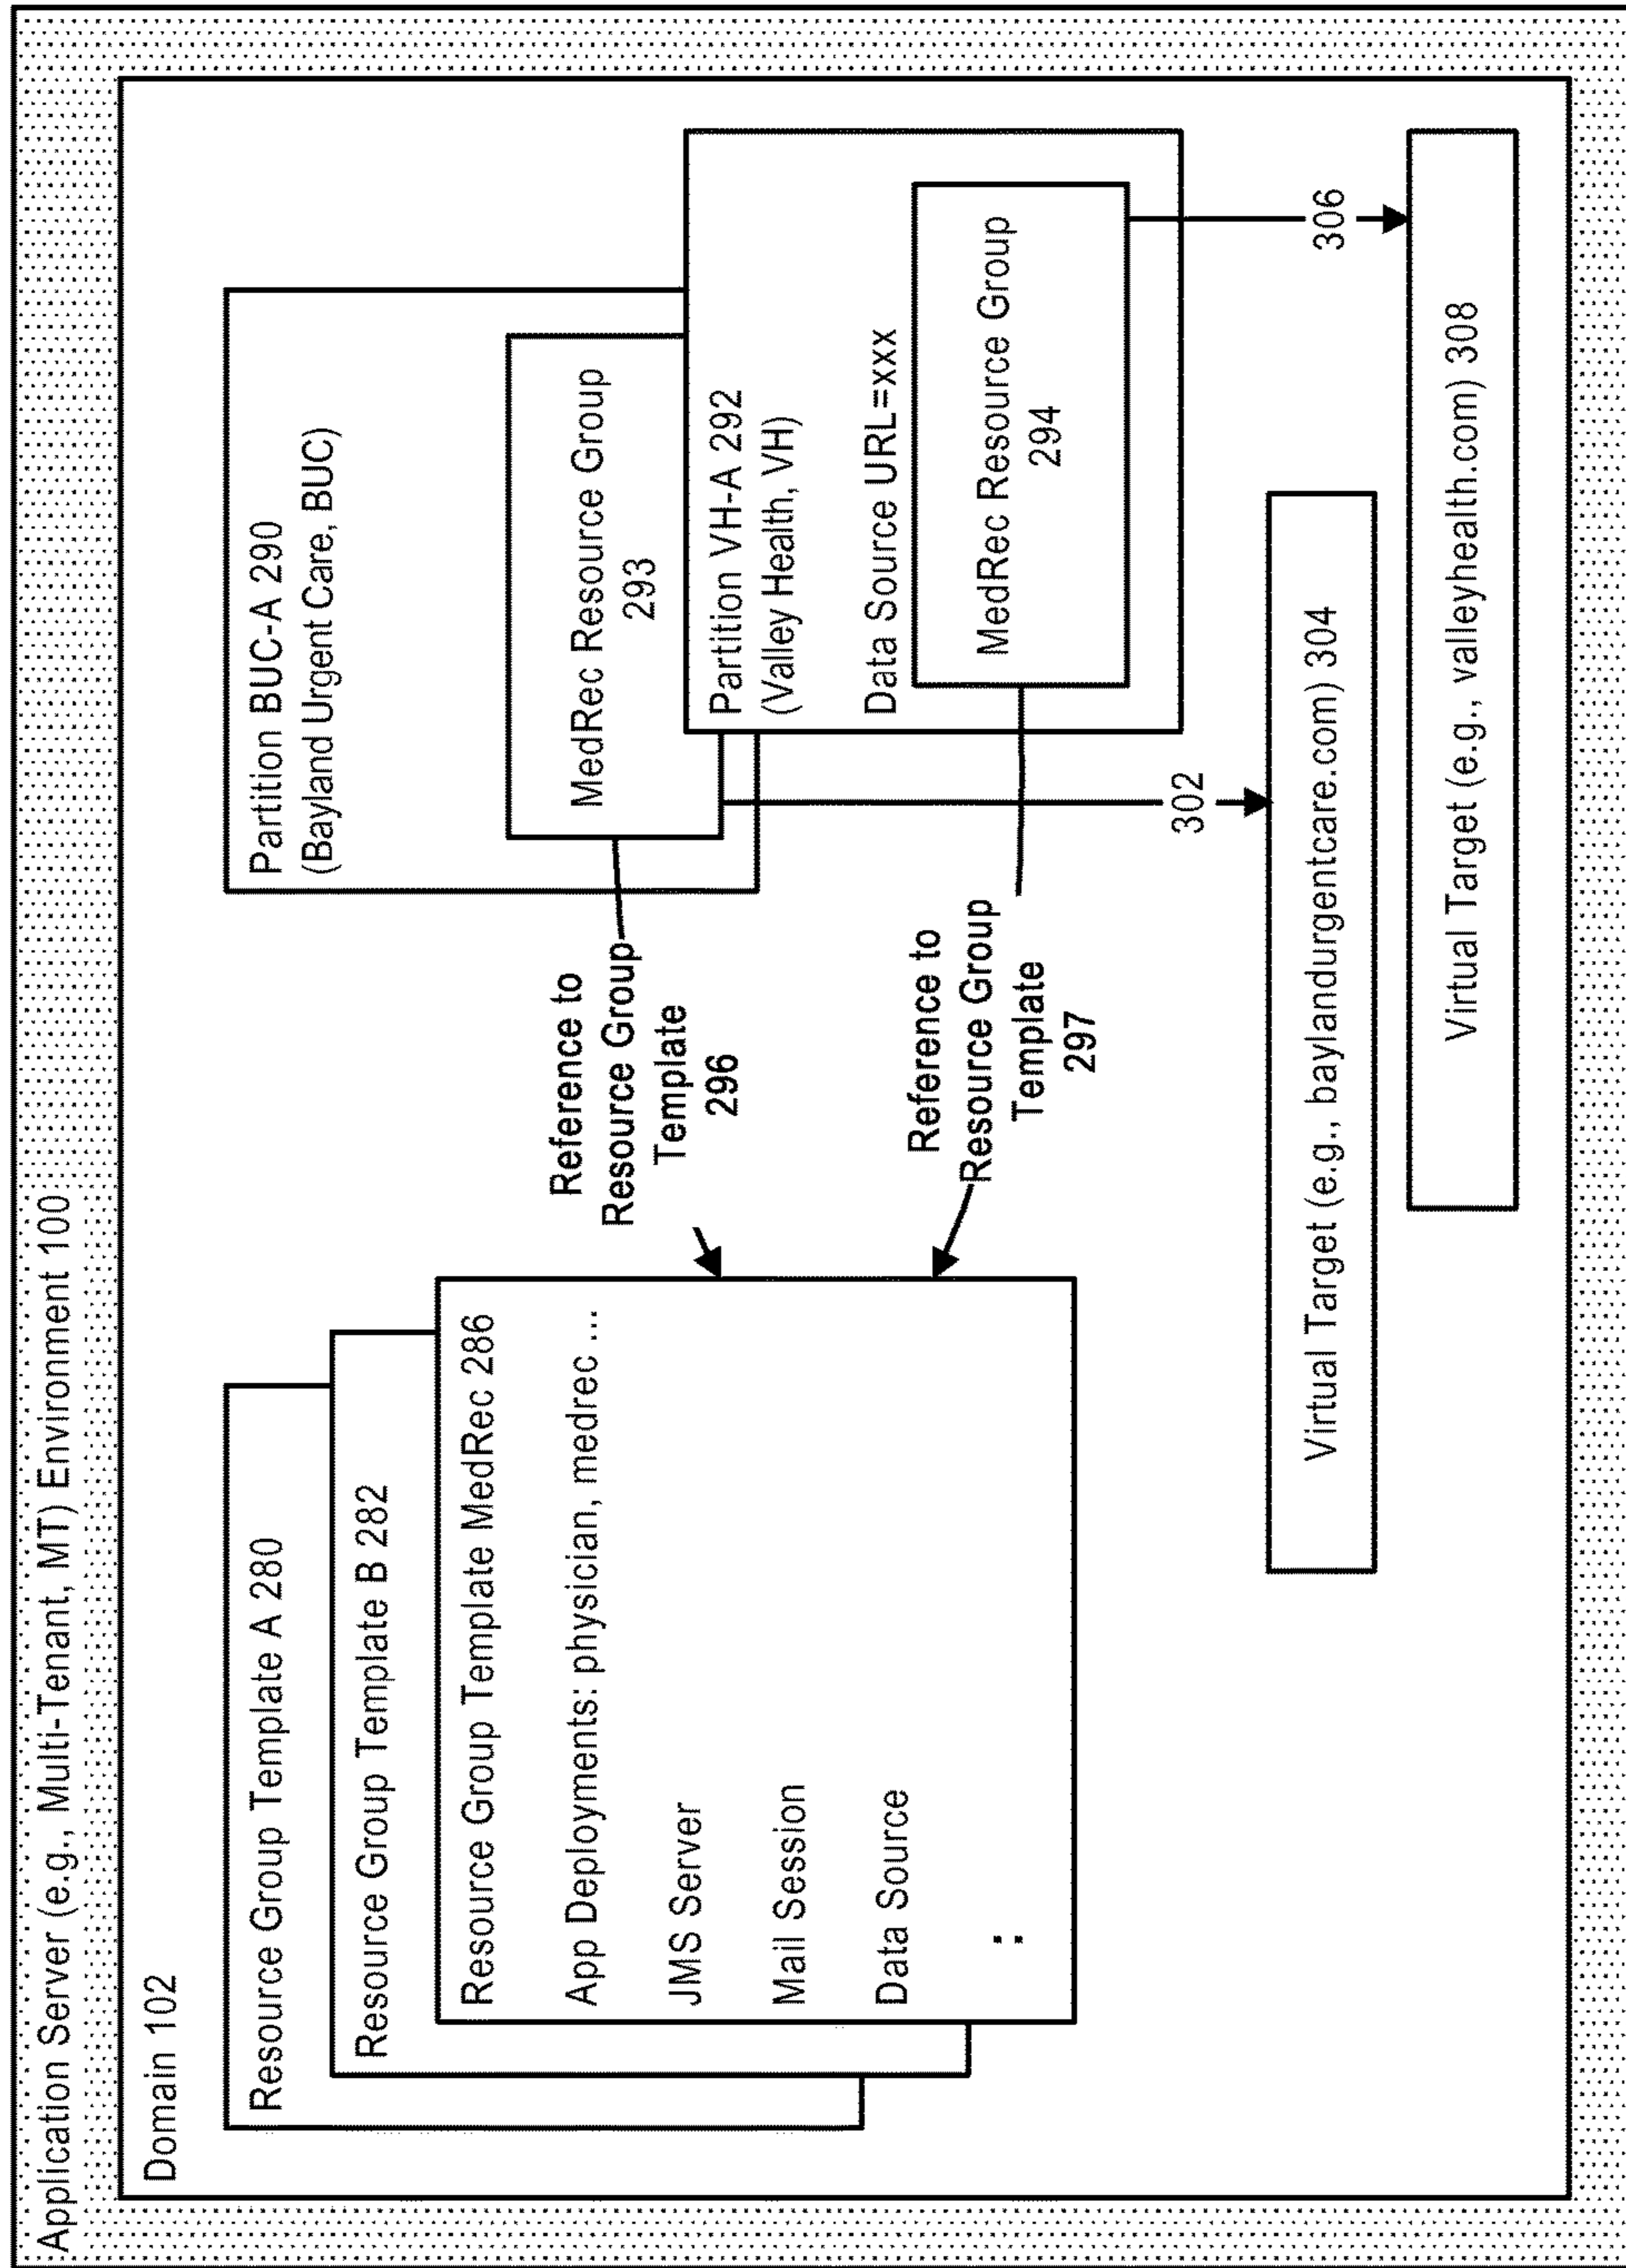 Application Server (e.g., Multi-Tenant, MT) Environment 100
Domain 102
Resource Group Template A 280
Resource Group Template B 282
Resource Group Template MedRec 286
App Deployments: physician, medrec ...
JMS Server
Mail Session
Data Source
:
Reference to
Resource Group
Template
296
Reference to
Resource Group
Template
297
Partition BUC-A 290
(Bayland Urgent Care, BUC)
MedRec Resource Group
293
Partition VH-A 292
(Valley Health, VH)
Data Source URL=xxx
MedRec Resource Group
294
302
306
Virtual Target (e.g., baylandurgentcare.com) 304
Virtual Target (e.g., valleyhealth.com) 308